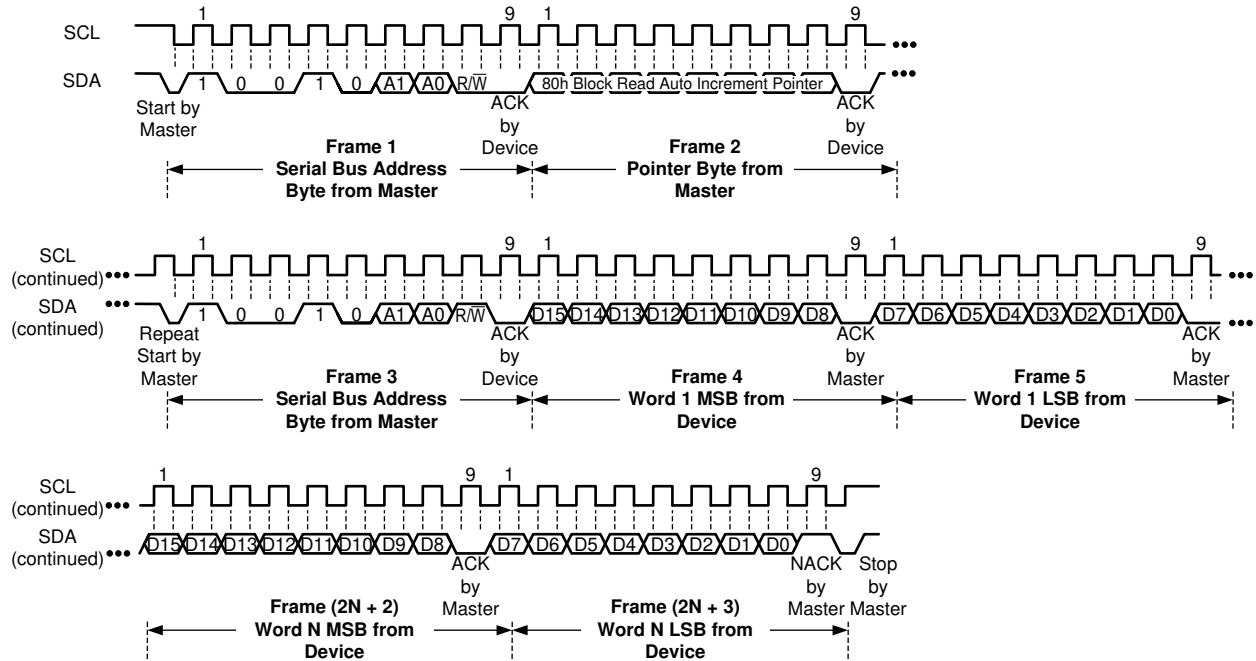 1 9 1 9
SCL
SDA
1 0 0 1 0 A1 A0 R/W̅ 80h Block Read Auto Increment Pointer
Start by
Master
ACK
by
Device
ACK
by
Device
Frame 1
Serial Bus Address
Byte from Master
Frame 2
Pointer Byte from
Master
1 9 1 9 1 9
SCL
(continued)
SDA
(continued)
1 0 0 1 0 A1 A0 R/W̅ D15 D14 D13 D12 D11 D10 D9 D8 D7 D6 D5 D4 D3 D2 D1 D0
Repeat
Start by
Master
ACK
by
Device
ACK
by
Master
ACK
by
Master
Frame 3
Serial Bus Address
Byte from Master
Frame 4
Word 1 MSB from
Device
Frame 5
Word 1 LSB from
Device
1 9 1 9
SCL
(continued)
SDA
(continued)
D15 D14 D13 D12 D11 D10 D9 D8 D7 D6 D5 D4 D3 D2 D1 D0
ACK
by
Master
NACK
by
Master
Stop
by
Master
Frame (2N + 2)
Word N MSB from
Device
Frame (2N + 3)
Word N LSB from
Device